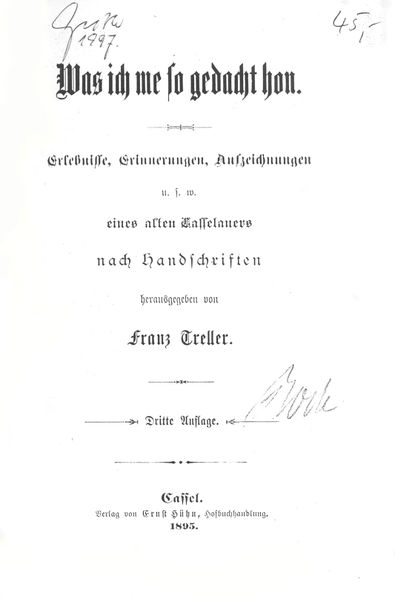 1997.
45,-
Was ich me so gedacht hon.
Erlebnisse, Erinnerungen, Aufzeichnungen
u. s. w.
eines alten Casselaners
nach Handschriften
herausgegeben von
Franz Treller.
Dritte Auflage.
Cassel.
Verlag von Ernst Hühn, Hofbuchhandlung.
1895.